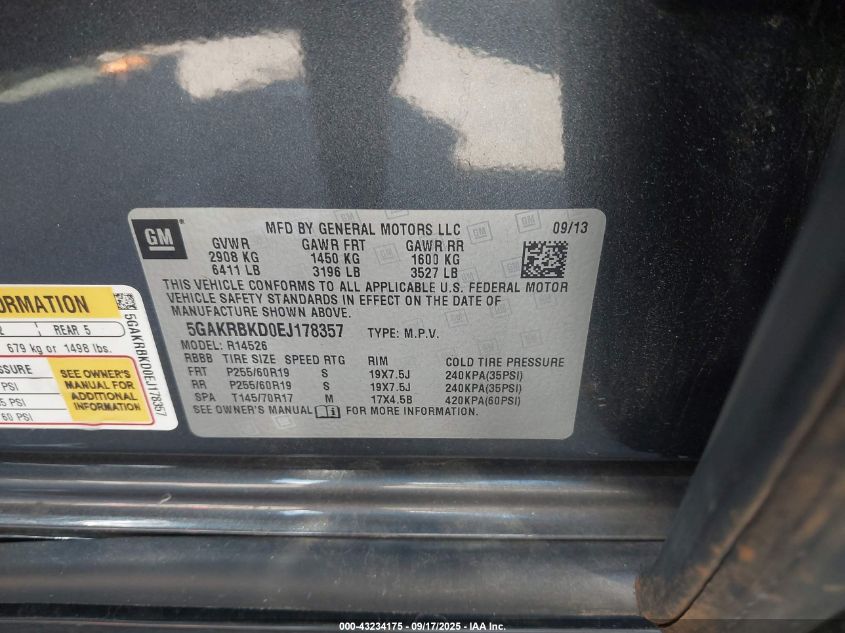 GM
MFD BY GENERAL MOTORS LLC 09/13
GVWR GAWR FRT GAWR RR
2908 KG 1450 KG 1600 KG
6411 LB 3196 LB 3527 LB
THIS VEHICLE CONFORMS TO ALL APPLICABLE U.S. FEDERAL MOTOR
VEHICLE SAFETY STANDARDS IN EFFECT ON THE DATE OF
MANUFACTURE SHOWN ABOVE.
5GAKRBKD0EJ178357 TYPE: M.P.V.
MODEL: R14526
RBBB TIRE SIZE SPEED RTG RIM COLD TIRE PRESSURE
FRT P255/60R19 S 19X7.5J 240KPA(35PSI)
RR P255/60R19 S 19X7.5J 240KPA(35PSI)
SPA T145/70R17 M 17X4.5B 420KPA(60PSI)
SEE OWNER'S MANUAL FOR MORE INFORMATION.
ORMATION
REAR 5
679 kg or 1498 lbs.
SSURE
PSI
5 PSI
60 PSI
SEE OWNER'S
MANUAL FOR
ADDITIONAL
INFORMATION
5GAKRBKD0EJ178357
000-43234175 - 09/17/2025 - IAA Inc.